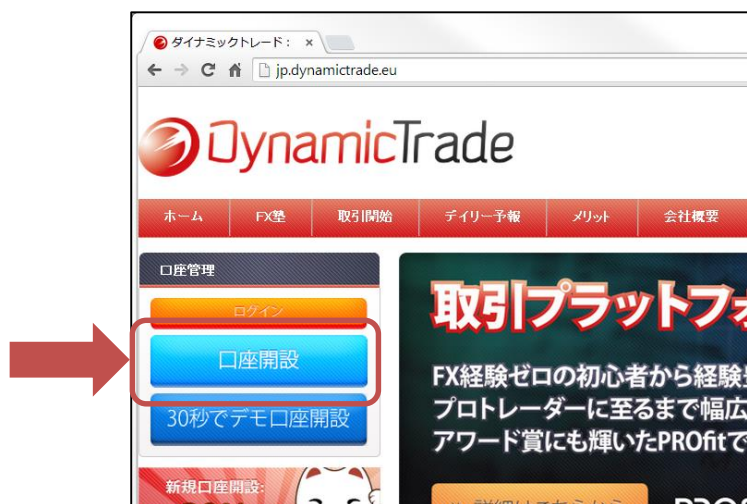 ダイナミックトレード：
jp.dynamictrade.eu
DynamicTrade
ホーム FX塾 取引開始 デイリー予報 メリット 会社概要
口座管理
ログイン
口座開設
30秒でデモ口座開設
新規口座開設:
取引プラットフォ
FX経験ゼロの初心者から経験
プロトレーダーに至るまで幅広
アワード賞にも輝いたPROfitで